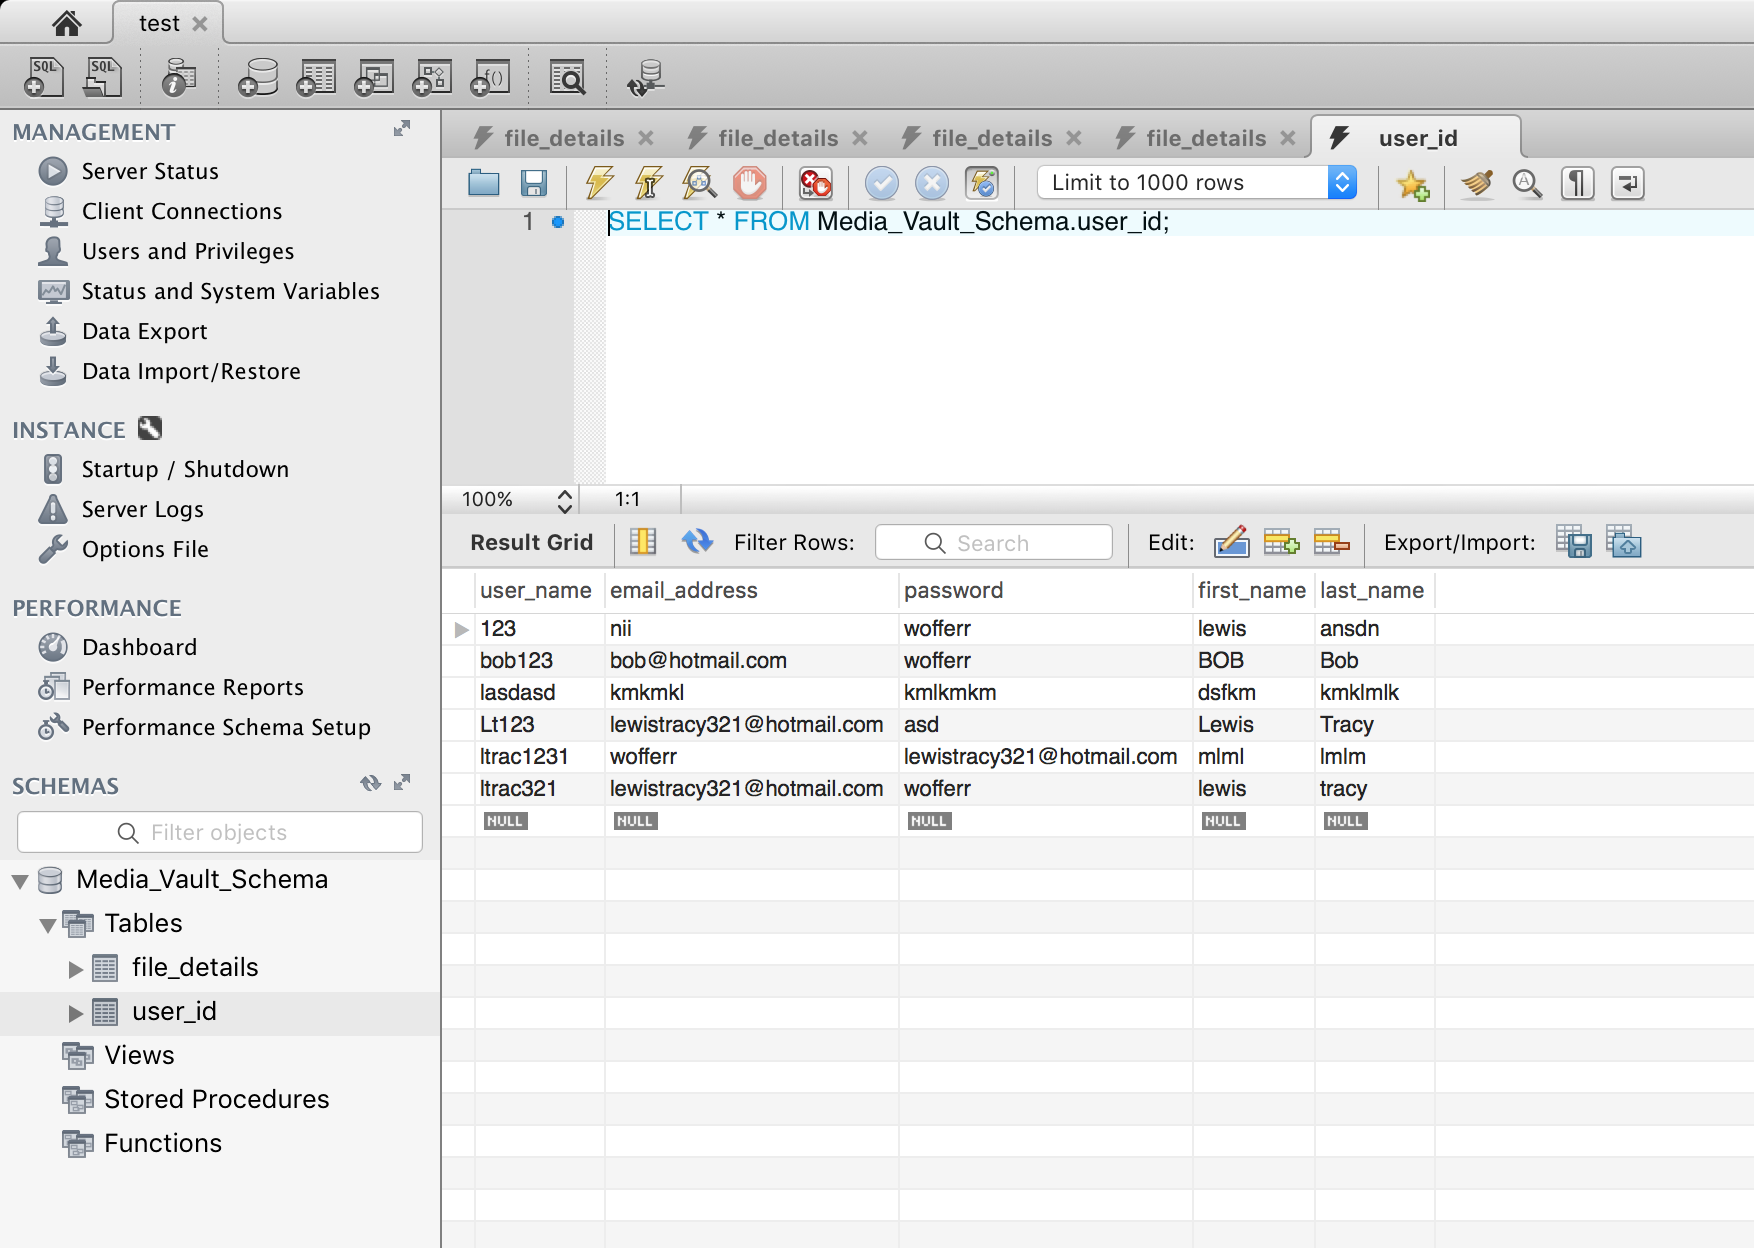 test
SQL
SQL
f()
MANAGEMENT
Server Status
Client Connections
Users and Privileges
Status and System Variables
Data Export
Data Import/Restore
INSTANCE
Startup / Shutdown
Server Logs
Options File
PERFORMANCE
Dashboard
Performance Reports
Performance Schema Setup
SCHEMAS
Filter objects
Media_Vault_Schema
Tables
file_details
user_id
Views
Stored Procedures
Functions
file_details file_details file_details file_details user_id
Limit to 1000 rows
1 SELECT * FROM Media_Vault_Schema.user_id;
100% 1:1
Result Grid Filter Rows: Search Edit: Export/Import:
user_name email_address password first_name last_name
123 nii wofferr lewis ansdn
bob123 bob@hotmail.com wofferr BOB Bob
lasdasd kmkmkl kmlkmkm dsfkm kmklmlk
Lt123 lewistracy321@hotmail.com asd Lewis Tracy
ltrac1231 wofferr lewistracy321@hotmail.com mlml lmlm
ltrac321 lewistracy321@hotmail.com wofferr lewis tracy
NULL NULL NULL NULL NULL